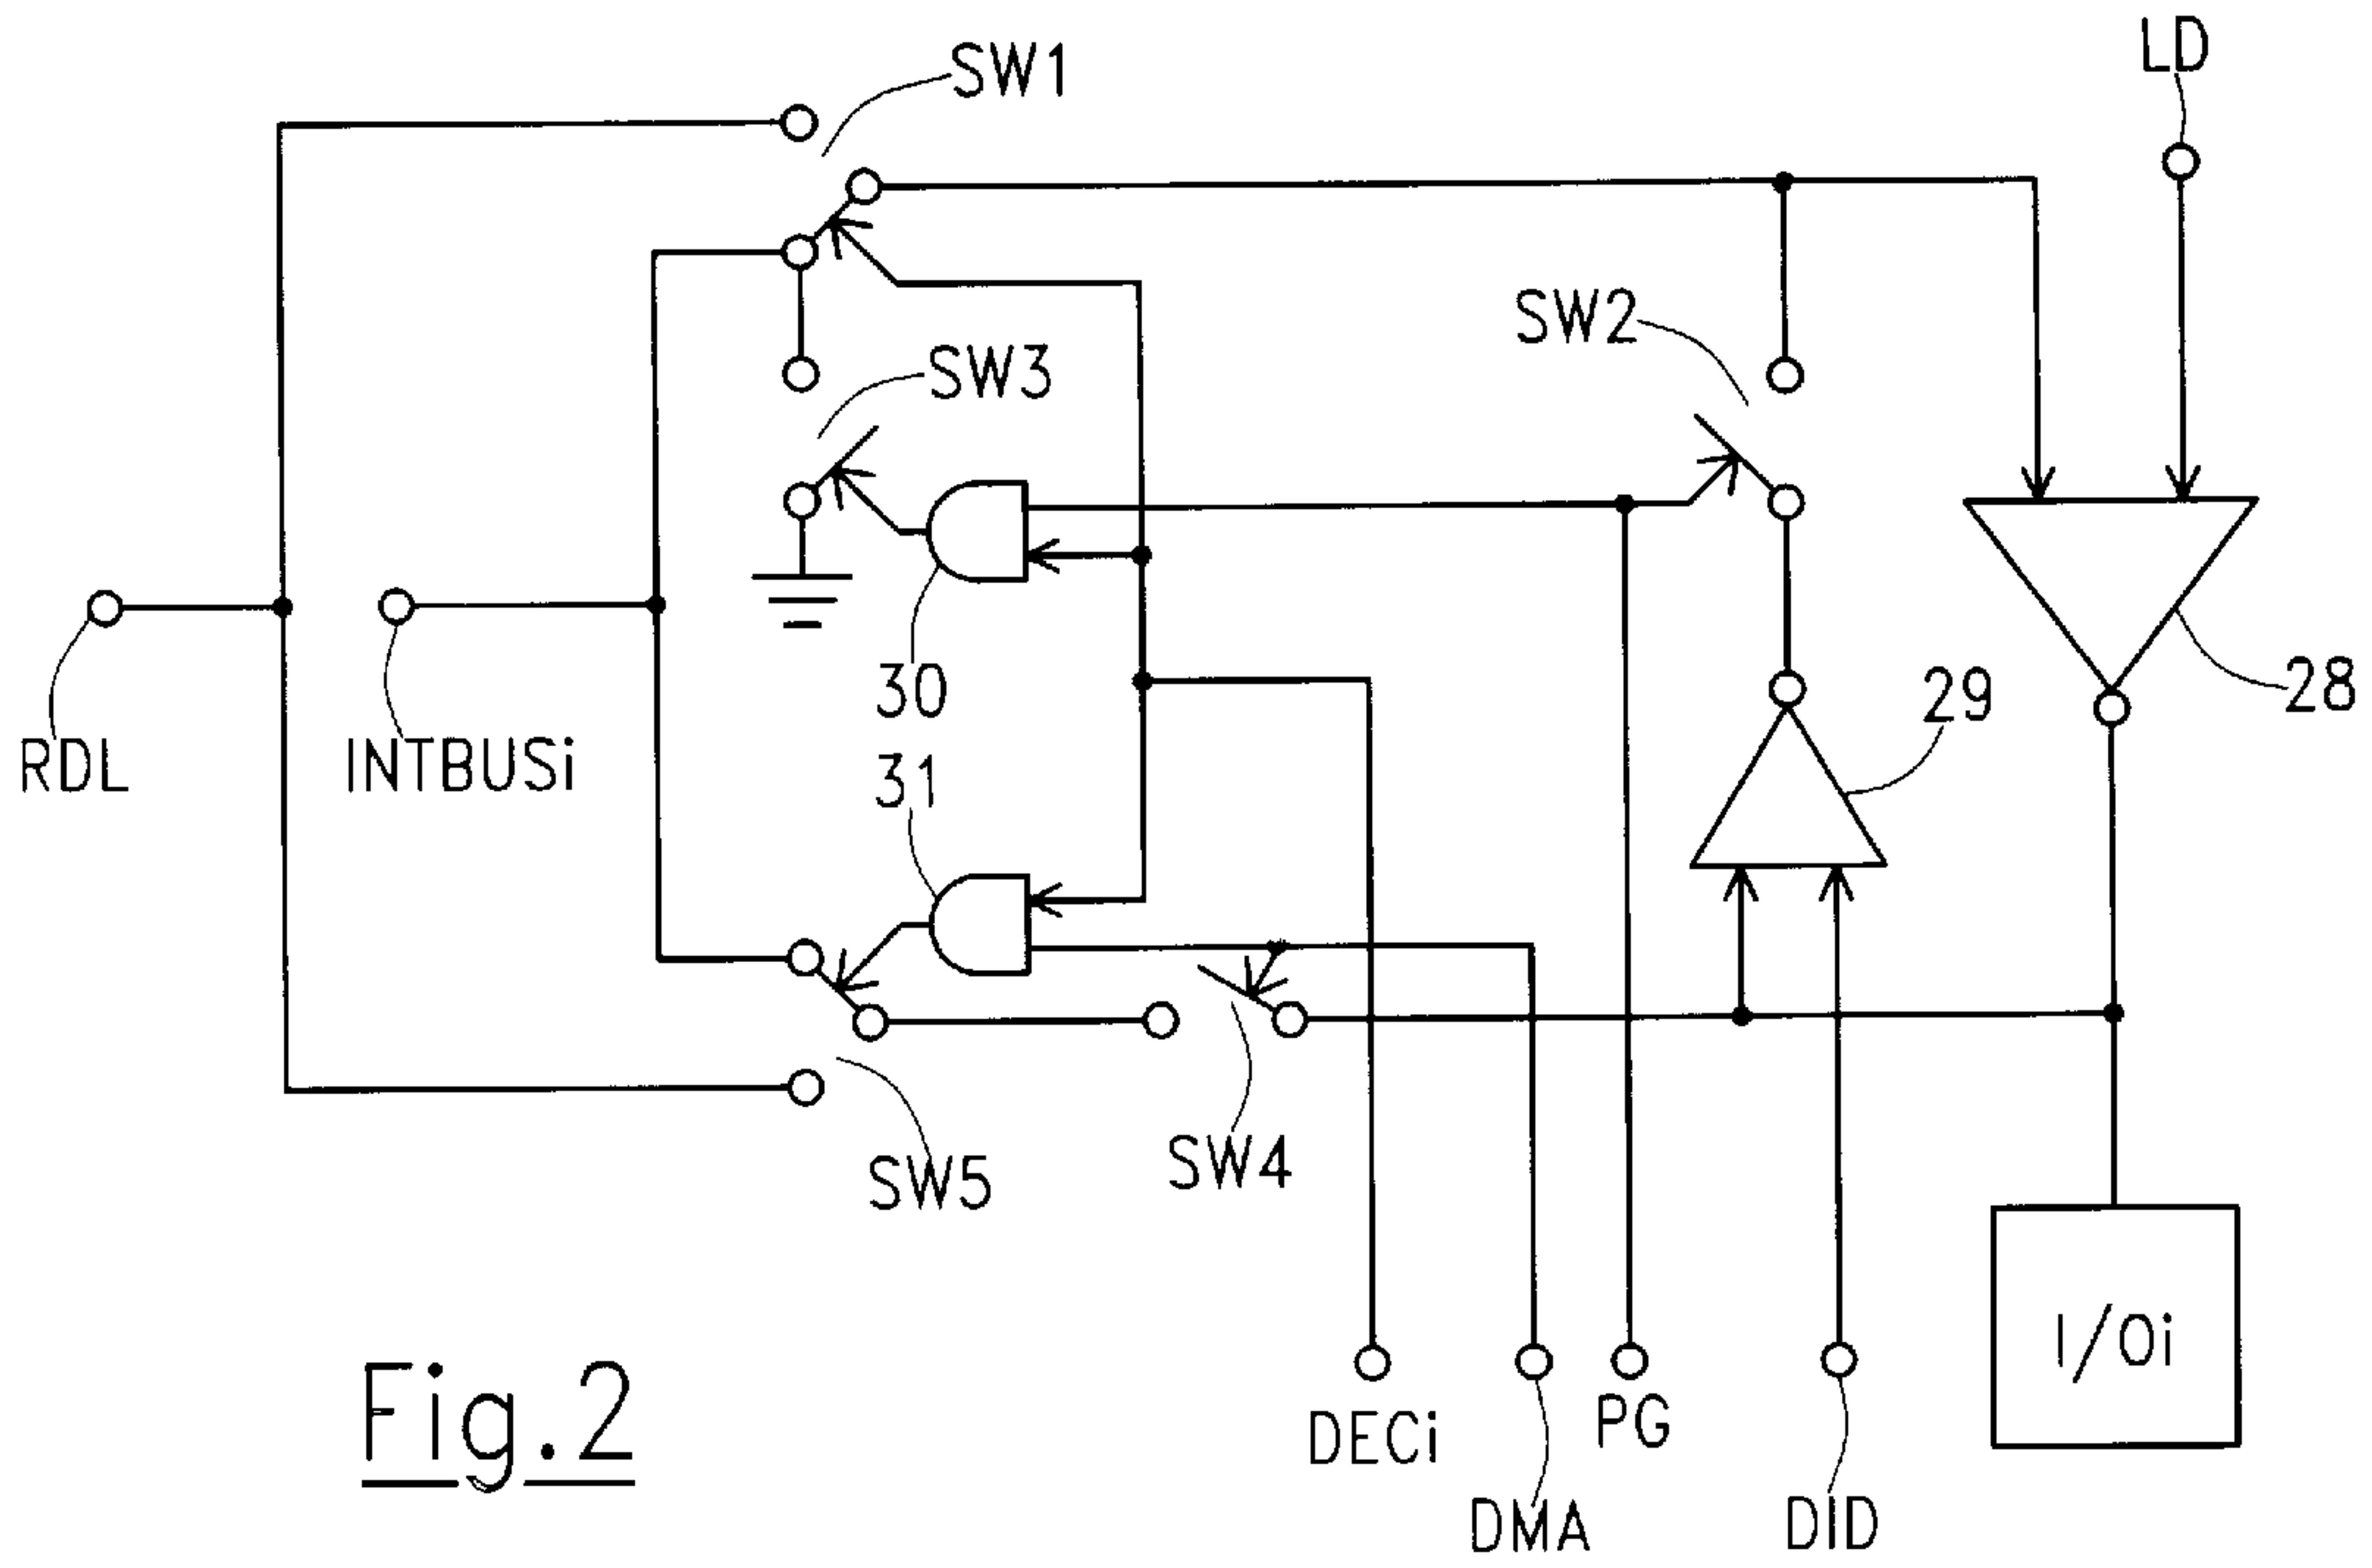 LD
SW1
SW2
SW3
30
29
28
RDL
INTBUSi
31
SW4
SW5
I/Oi
DECi
PG
DMA
DID
Fig.2